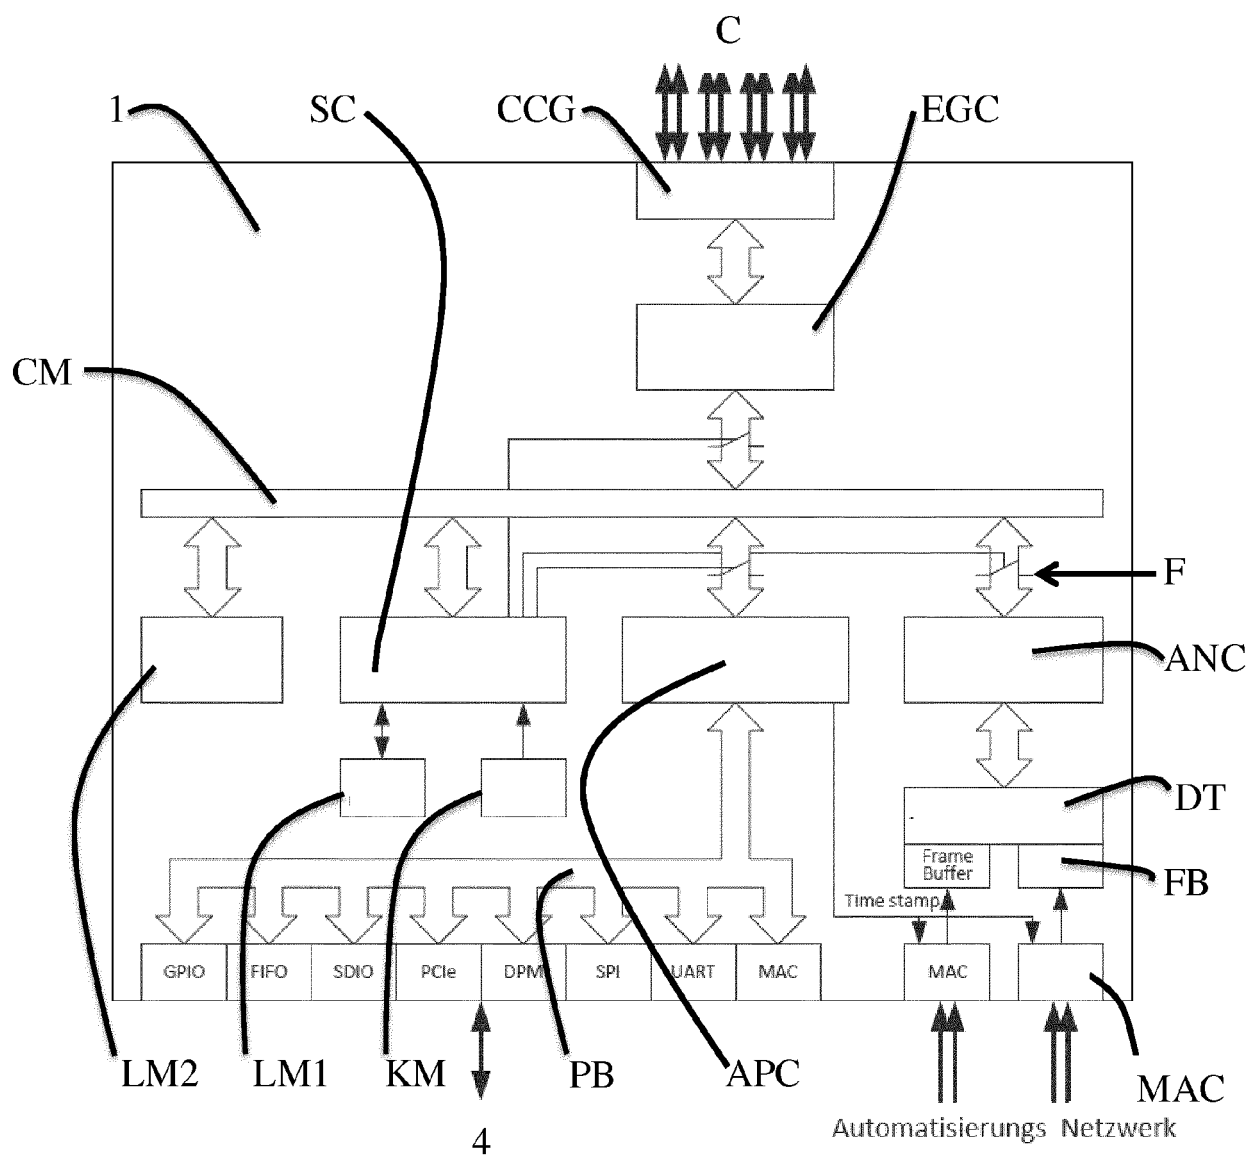 C
1
SC
CCG
EGC
CM
F
ANC
DT
Frame
Buffer
FB
Time stamp
GPIO
FIFO
SDIO
PCIe
DPM
SPI
UART
MAC
MAC
LM2
LM1
KM
PB
APC
MAC
4
Automatisierungs Netzwerk